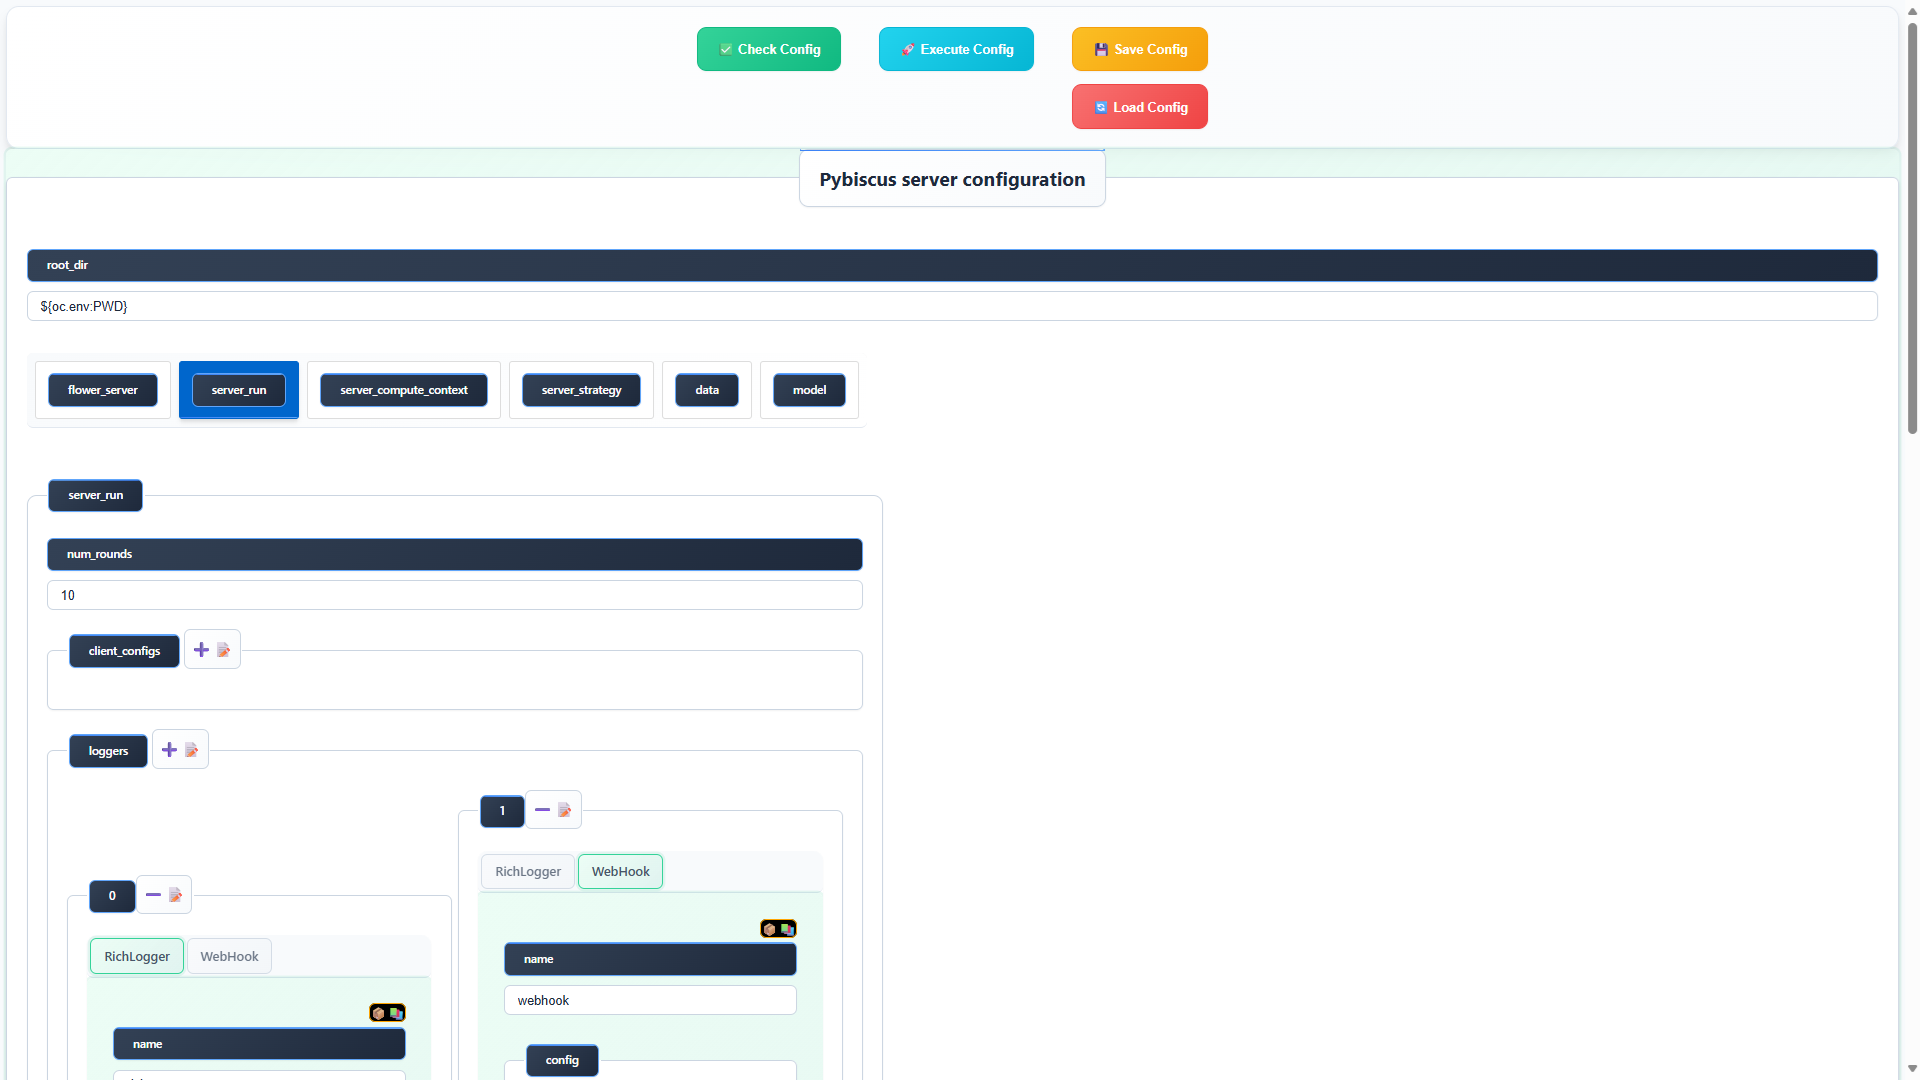 Check Config
Execute Config
Save Config
Load Config
Pybiscus server configuration
root_dir
${oc.env:PWD}
flower_server
server_run
server_compute_context
server_strategy
data
model
server_run
num_rounds
10
client_configs
loggers
1
RichLogger
WebHook
name
webhook
config
0
RichLogger
WebHook
name